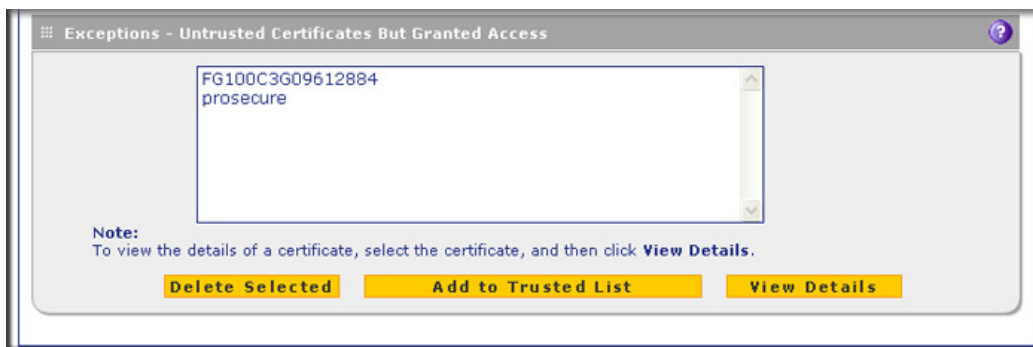 Exceptions - Untrusted Certificates But Granted Access
?
FG100C3G09612884
prosecure
Note:
To view the details of a certificate, select the certificate, and then click View Details.
Delete Selected
Add to Trusted List
View Details